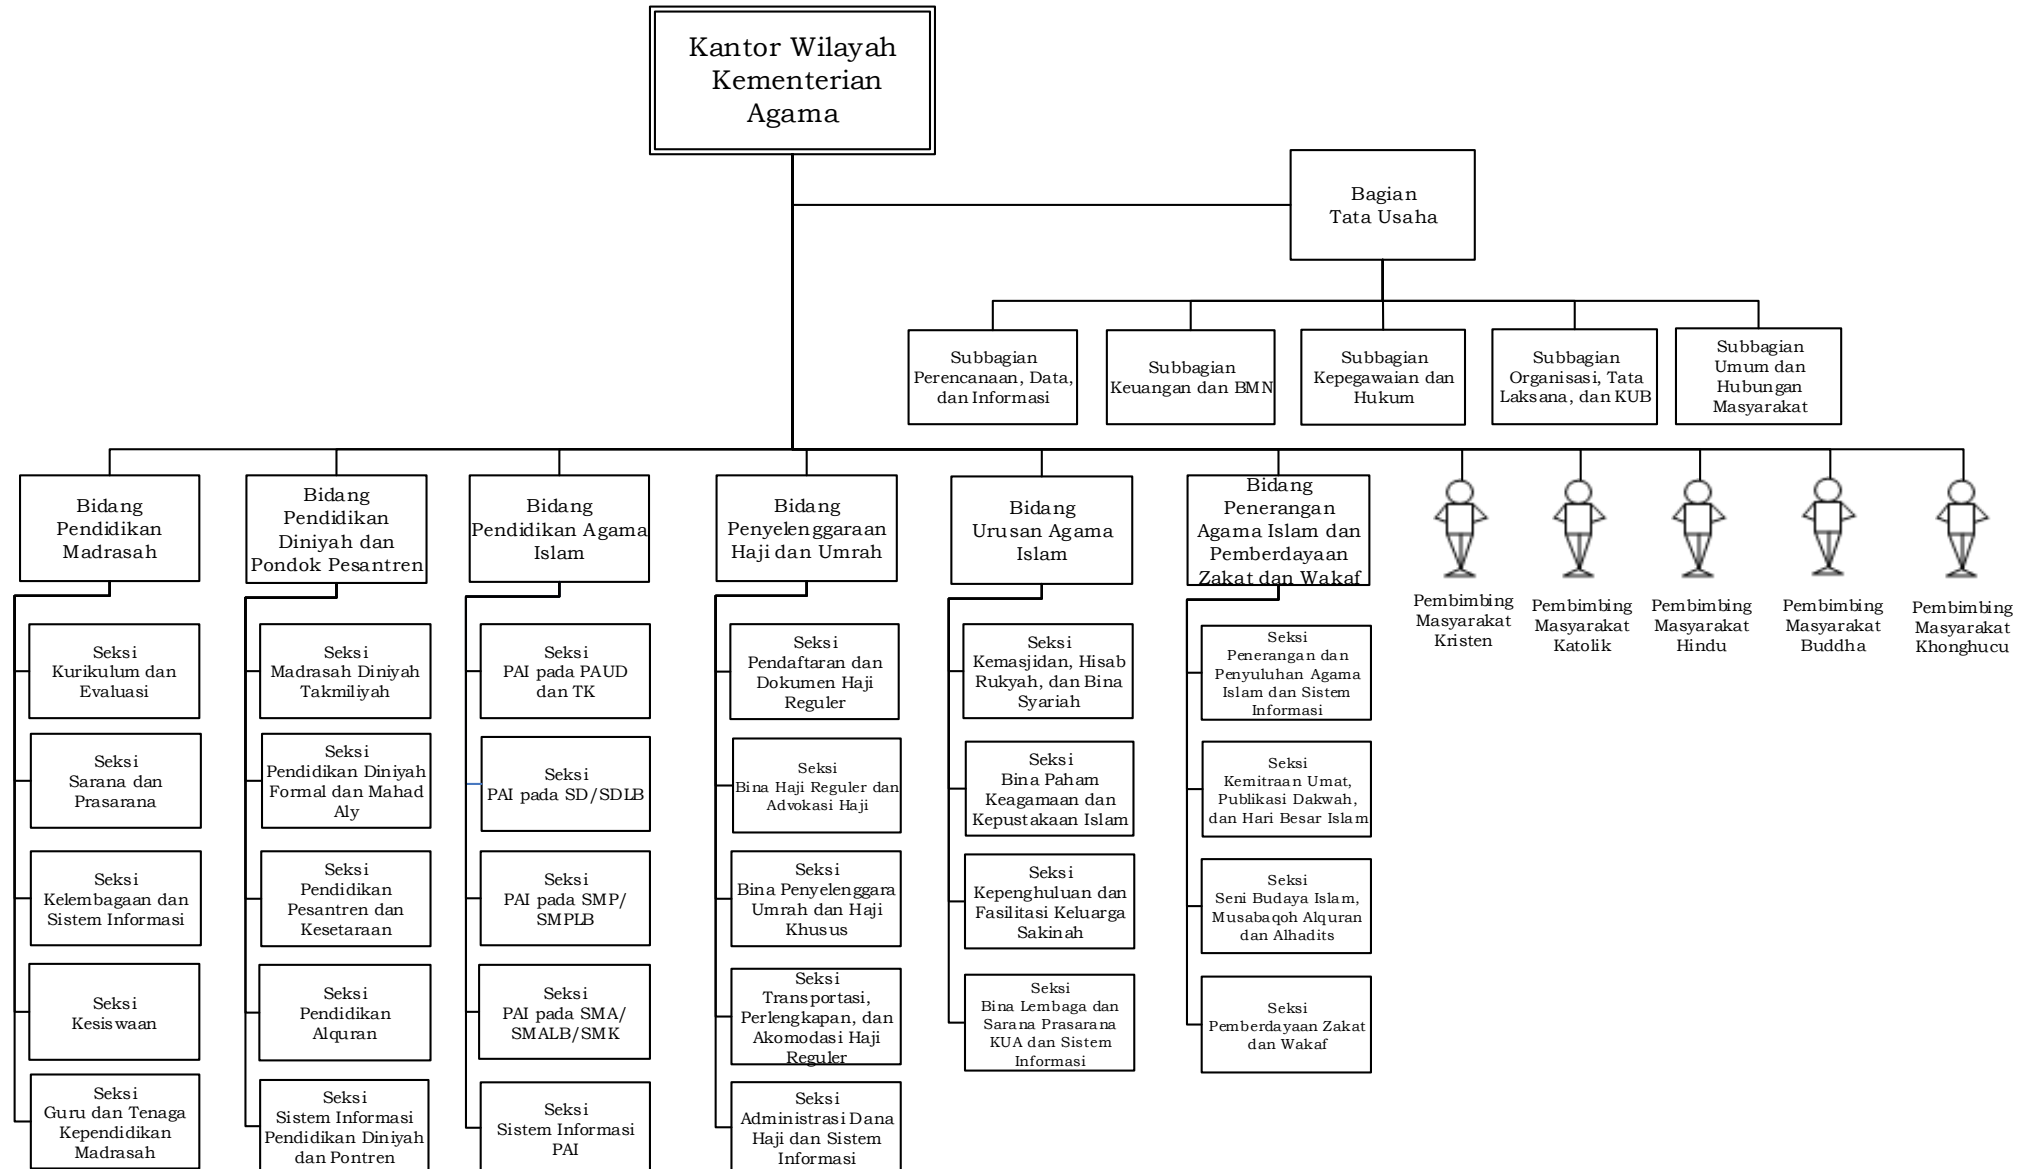 Kantor Wilayah
Kementerian
Agama
Bagian
Tata Usaha
Subbagian
Perencanaan, Data,
dan Informasi
Subbagian
Keuangan dan BMN
Subbagian
Kepegawaian dan
Hukum
Subbagian
Organisasi, Tata
Laksana, dan KUB
Subbagian
Umum dan
Hubungan
Masyarakat
Bidang
Pendidikan
Madrasah
Bidang
Pendidikan
Diniyah dan
Pondok Pesantren
Bidang
Pendidikan Agama
Islam
Bidang
Penyelenggaraan
Haji dan Umrah
Bidang
Urusan Agama
Islam
Bidang
Penerangan
Agama Islam dan
Pemberdayaan
Zakat dan Wakaf
Pembimbing
Masyarakat
Kristen
Pembimbing
Masyarakat
Katolik
Pembimbing
Masyarakat
Hindu
Pembimbing
Masyarakat
Buddha
Pembimbing
Masyarakat
Khonghucu
Seksi
Kurikulum dan
Evaluasi
Seksi
Sarana dan
Prasarana
Seksi
Kelembagaan dan
Sistem Informasi
Seksi
Kesiswaan
Seksi
Guru dan Tenaga
Kependidikan
Madrasah
Seksi
Madrasah Diniyah
Takmiliyah
Seksi
Pendidikan Diniyah
Formal dan Mahad
Aly
Seksi
Pendidikan
Pesantren dan
Kesetaraan
Seksi
Pendidikan
Alquran
Seksi
Sistem Informasi
Pendidikan Diniyah
dan Pontren
Seksi
PAI pada PAUD
dan TK
Seksi
PAI pada SD/SDLB
Seksi
PAI pada SMP/
SMPLB
Seksi
PAI pada SMA/
SMALB/SMK
Seksi
Sistem Informasi
PAI
Seksi
Pendaftaran dan
Dokumen Haji
Reguler
Seksi
Bina Haji Reguler dan
Advokasi Haji
Seksi
Bina Penyelenggara
Umrah dan Haji
Khusus
Seksi
Transportasi,
Perlengkapan, dan
Akomodasi Haji
Reguler
Seksi
Administrasi Dana
Haji dan Sistem
Informasi
Seksi
Kemasjidan, Hisab
Rukyah, dan Bina
Syariah
Seksi
Bina Paham
Keagamaan dan
Kepustakaan Islam
Seksi
Kepenghuluan dan
Fasilitasi Keluarga
Sakinah
Seksi
Bina Lembaga dan
Sarana Prasarana
KUA dan Sistem
Informasi
Seksi
Penerangan dan
Penyuluhan Agama
Islam dan Sistem
Informasi
Seksi
Kemitraan Umat,
Publikasi Dakwah,
dan Hari Besar Islam
Seksi
Seni Budaya Islam,
Musabaqoh Alquran
dan Alhadits
Seksi
Pemberdayaan Zakat
dan Wakaf